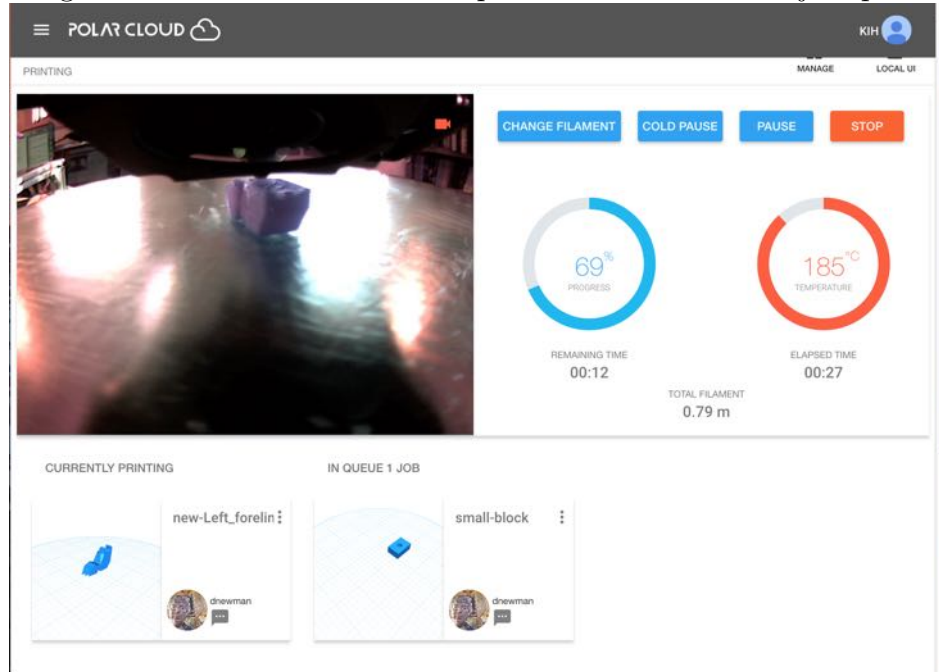 POLAR CLOUD
KIH
PRINTING
MANAGE
LOCAL UI
CHANGE FILAMENT
COLD PAUSE
PAUSE
STOP
69%
PROGRESS
185°C
TEMPERATURE
REMAINING TIME
00:12
ELAPSED TIME
00:27
TOTAL FILAMENT
0.79 m
CURRENTLY PRINTING
IN QUEUE 1 JOB
new-Left_forelin
dnewman
small-block
dnewman